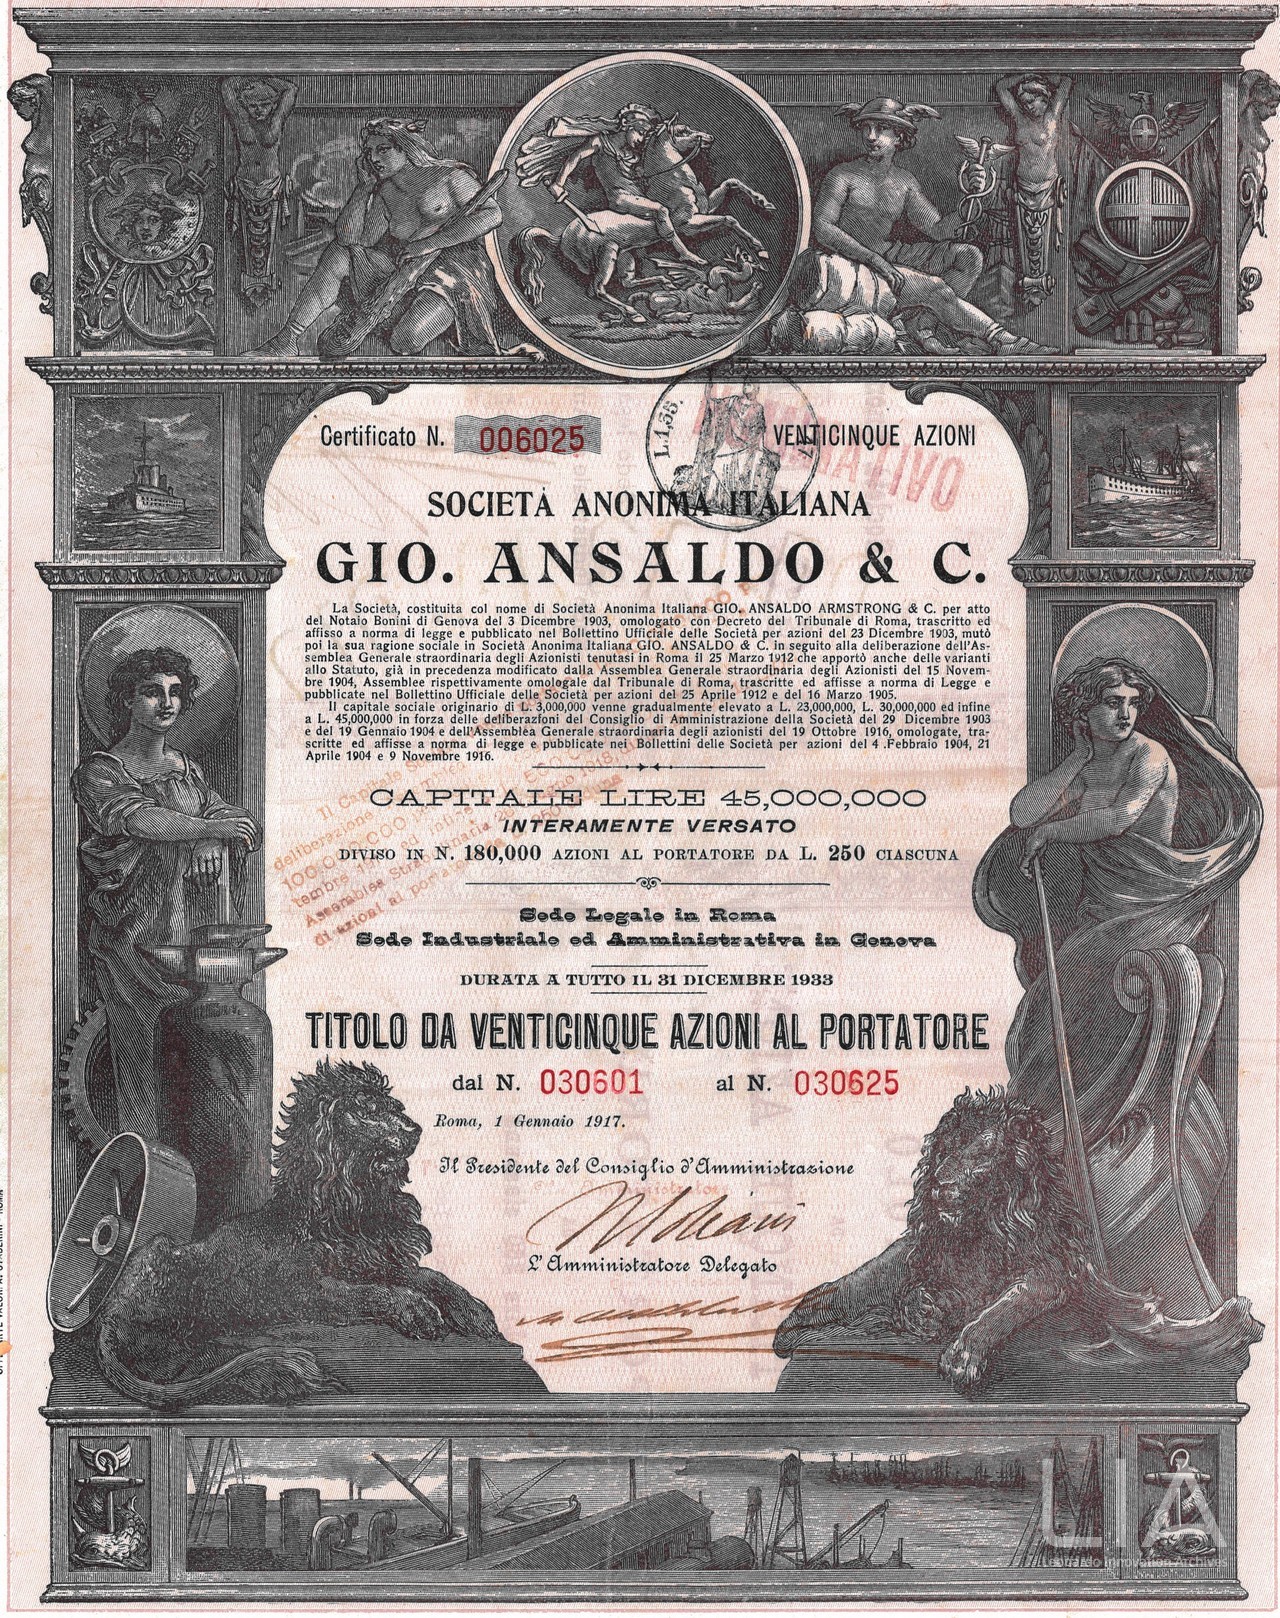 Certificato N. 006025
VENTICINQUE AZIONI
L.1,55.
SOCIETÀ ANONIMA ITALIANA
GIO. ANSALDO & C.
La Società, costituita col nome di Società Anonima Italiana GIO. ANSALDO ARMSTRONG & C. per atto
del Notaio Bonini di Genova del 3 Dicembre 1903, omologato con Decreto del Tribunale di Roma, trascritto ed
affisso a norma di legge e pubblicato nel Bollettino Ufficiale delle Società per azioni del 23 Dicembre 1903, mutò
poi la sua ragione sociale in Società Anonima Italiana GIO. ANSALDO & C. in seguito alla deliberazione dell'As-
semblea Generale straordinaria degli Azionisti tenutasi in Roma il 25 Marzo 1912 che apportò anche delle varianti
allo Statuto, già in precedenza modificato dalla Assemblea Generale straordinaria degli Azionisti del 15 Novem-
bre 1904, Assemblee rispettivamente omologate dal Tribunale di Roma, trascritte ed affisse a norma di Legge e
pubblicate nel Bollettino Ufficiale delle Società per azioni del 25 Aprile 1912 e del 16 Marzo 1905.
Il capitale sociale originario di L. 3,000,000 venne gradualmente elevato a L. 23,000,000, L. 30,000,000 ed infine
a L. 45,000,000 in forza delle deliberazioni del Consiglio di Amministrazione della Società del 29 Dicembre 1903
e del 19 Gennaio 1904 e dell'Assemblea Generale straordinaria degli azionisti del 19 Ottobre 1916, omologate, tra-
scritte ed affisse a norma di legge e pubblicate nei Bollettini delle Società per azioni del 4 Febbraio 1904, 21
Aprile 1904 e 9 Novembre 1916.
CAPITALE LIRE 45,000,000
INTERAMENTE VERSATO
DIVISO IN N. 180,000 AZIONI AL PORTATORE DA L. 250 CIASCUNA
Sede Legale in Roma
Sede Industriale ed Amministrativa in Genova
DURATA A TUTTO IL 31 DICEMBRE 1933
TITOLO DA VENTICINQUE AZIONI AL PORTATORE
dal N. 030601 al N. 030625
Roma, 1 Gennaio 1917.
Il Presidente del Consiglio d'Amministrazione
L'Amministratore Delegato
LIA
Leonardo Innovation Archives